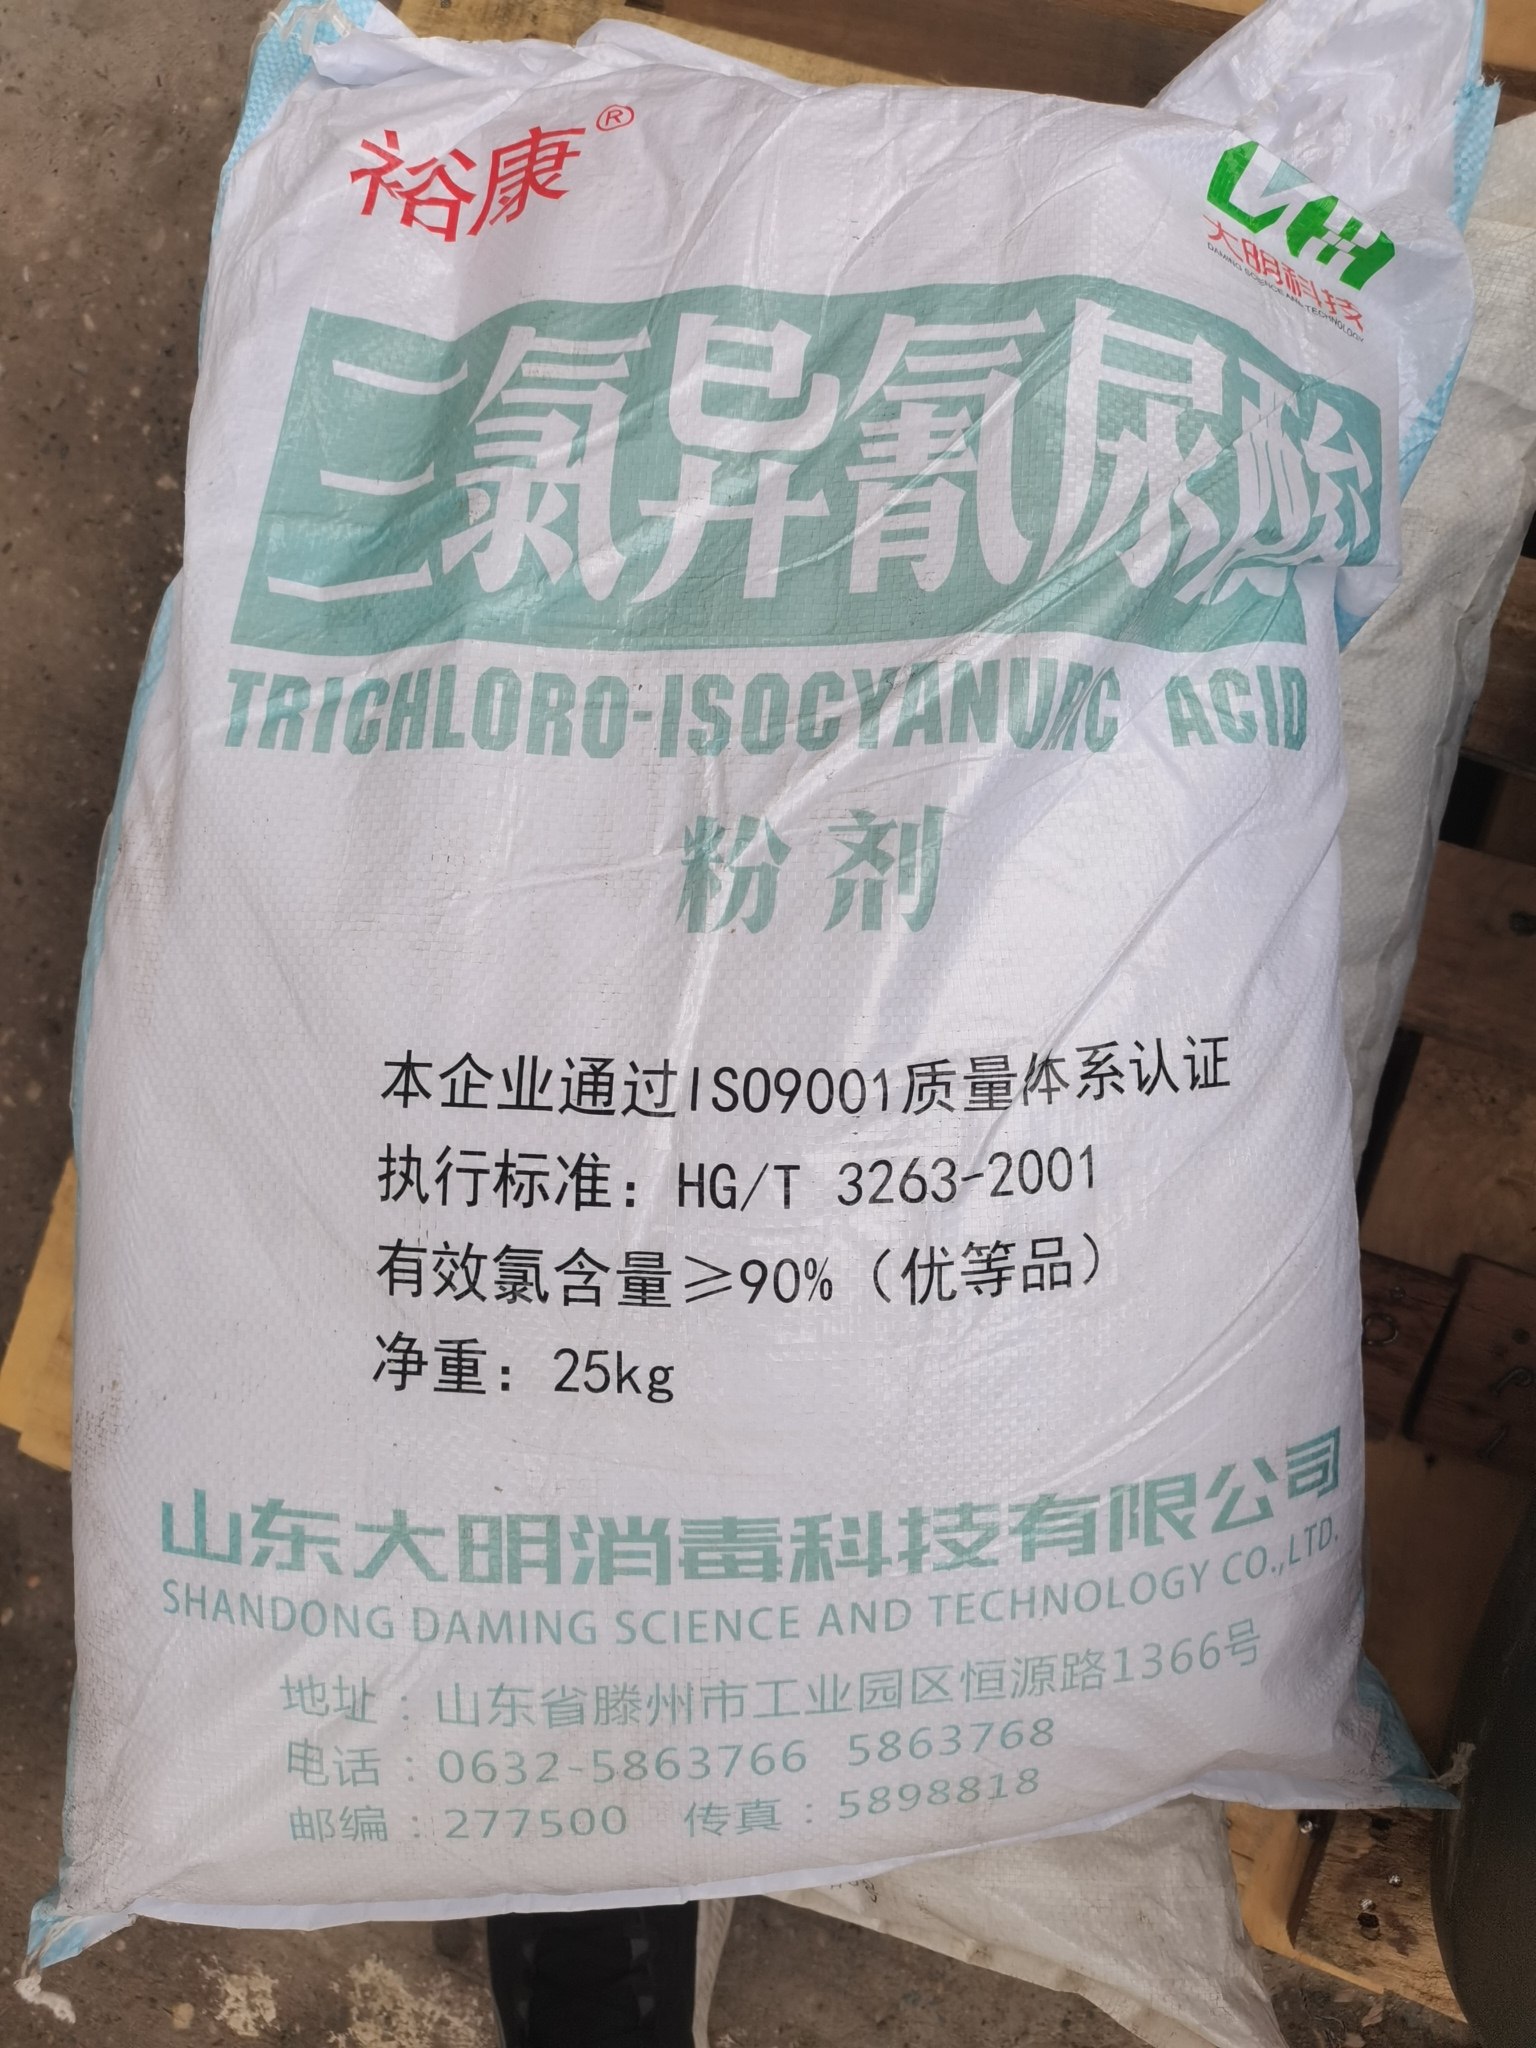 裕康®
大明科技
DAMING SCIENCE AND TECHNOLOGY
三氯异氰尿酸
TRICHLORO-ISOCYANURIC ACID
粉剂
本企业通过ISO9001质量体系认证
执行标准：HG/T 3263-2001
有效氯含量≥90%（优等品）
净重：25kg
山东大明消毒科技有限公司
SHANDONG DAMING SCIENCE AND TECHNOLOGY CO.,LTD.
地址：山东省滕州市工业园区恒源路1366号
电话：0632-5863766 5863768
邮编：277500 传真：5898818